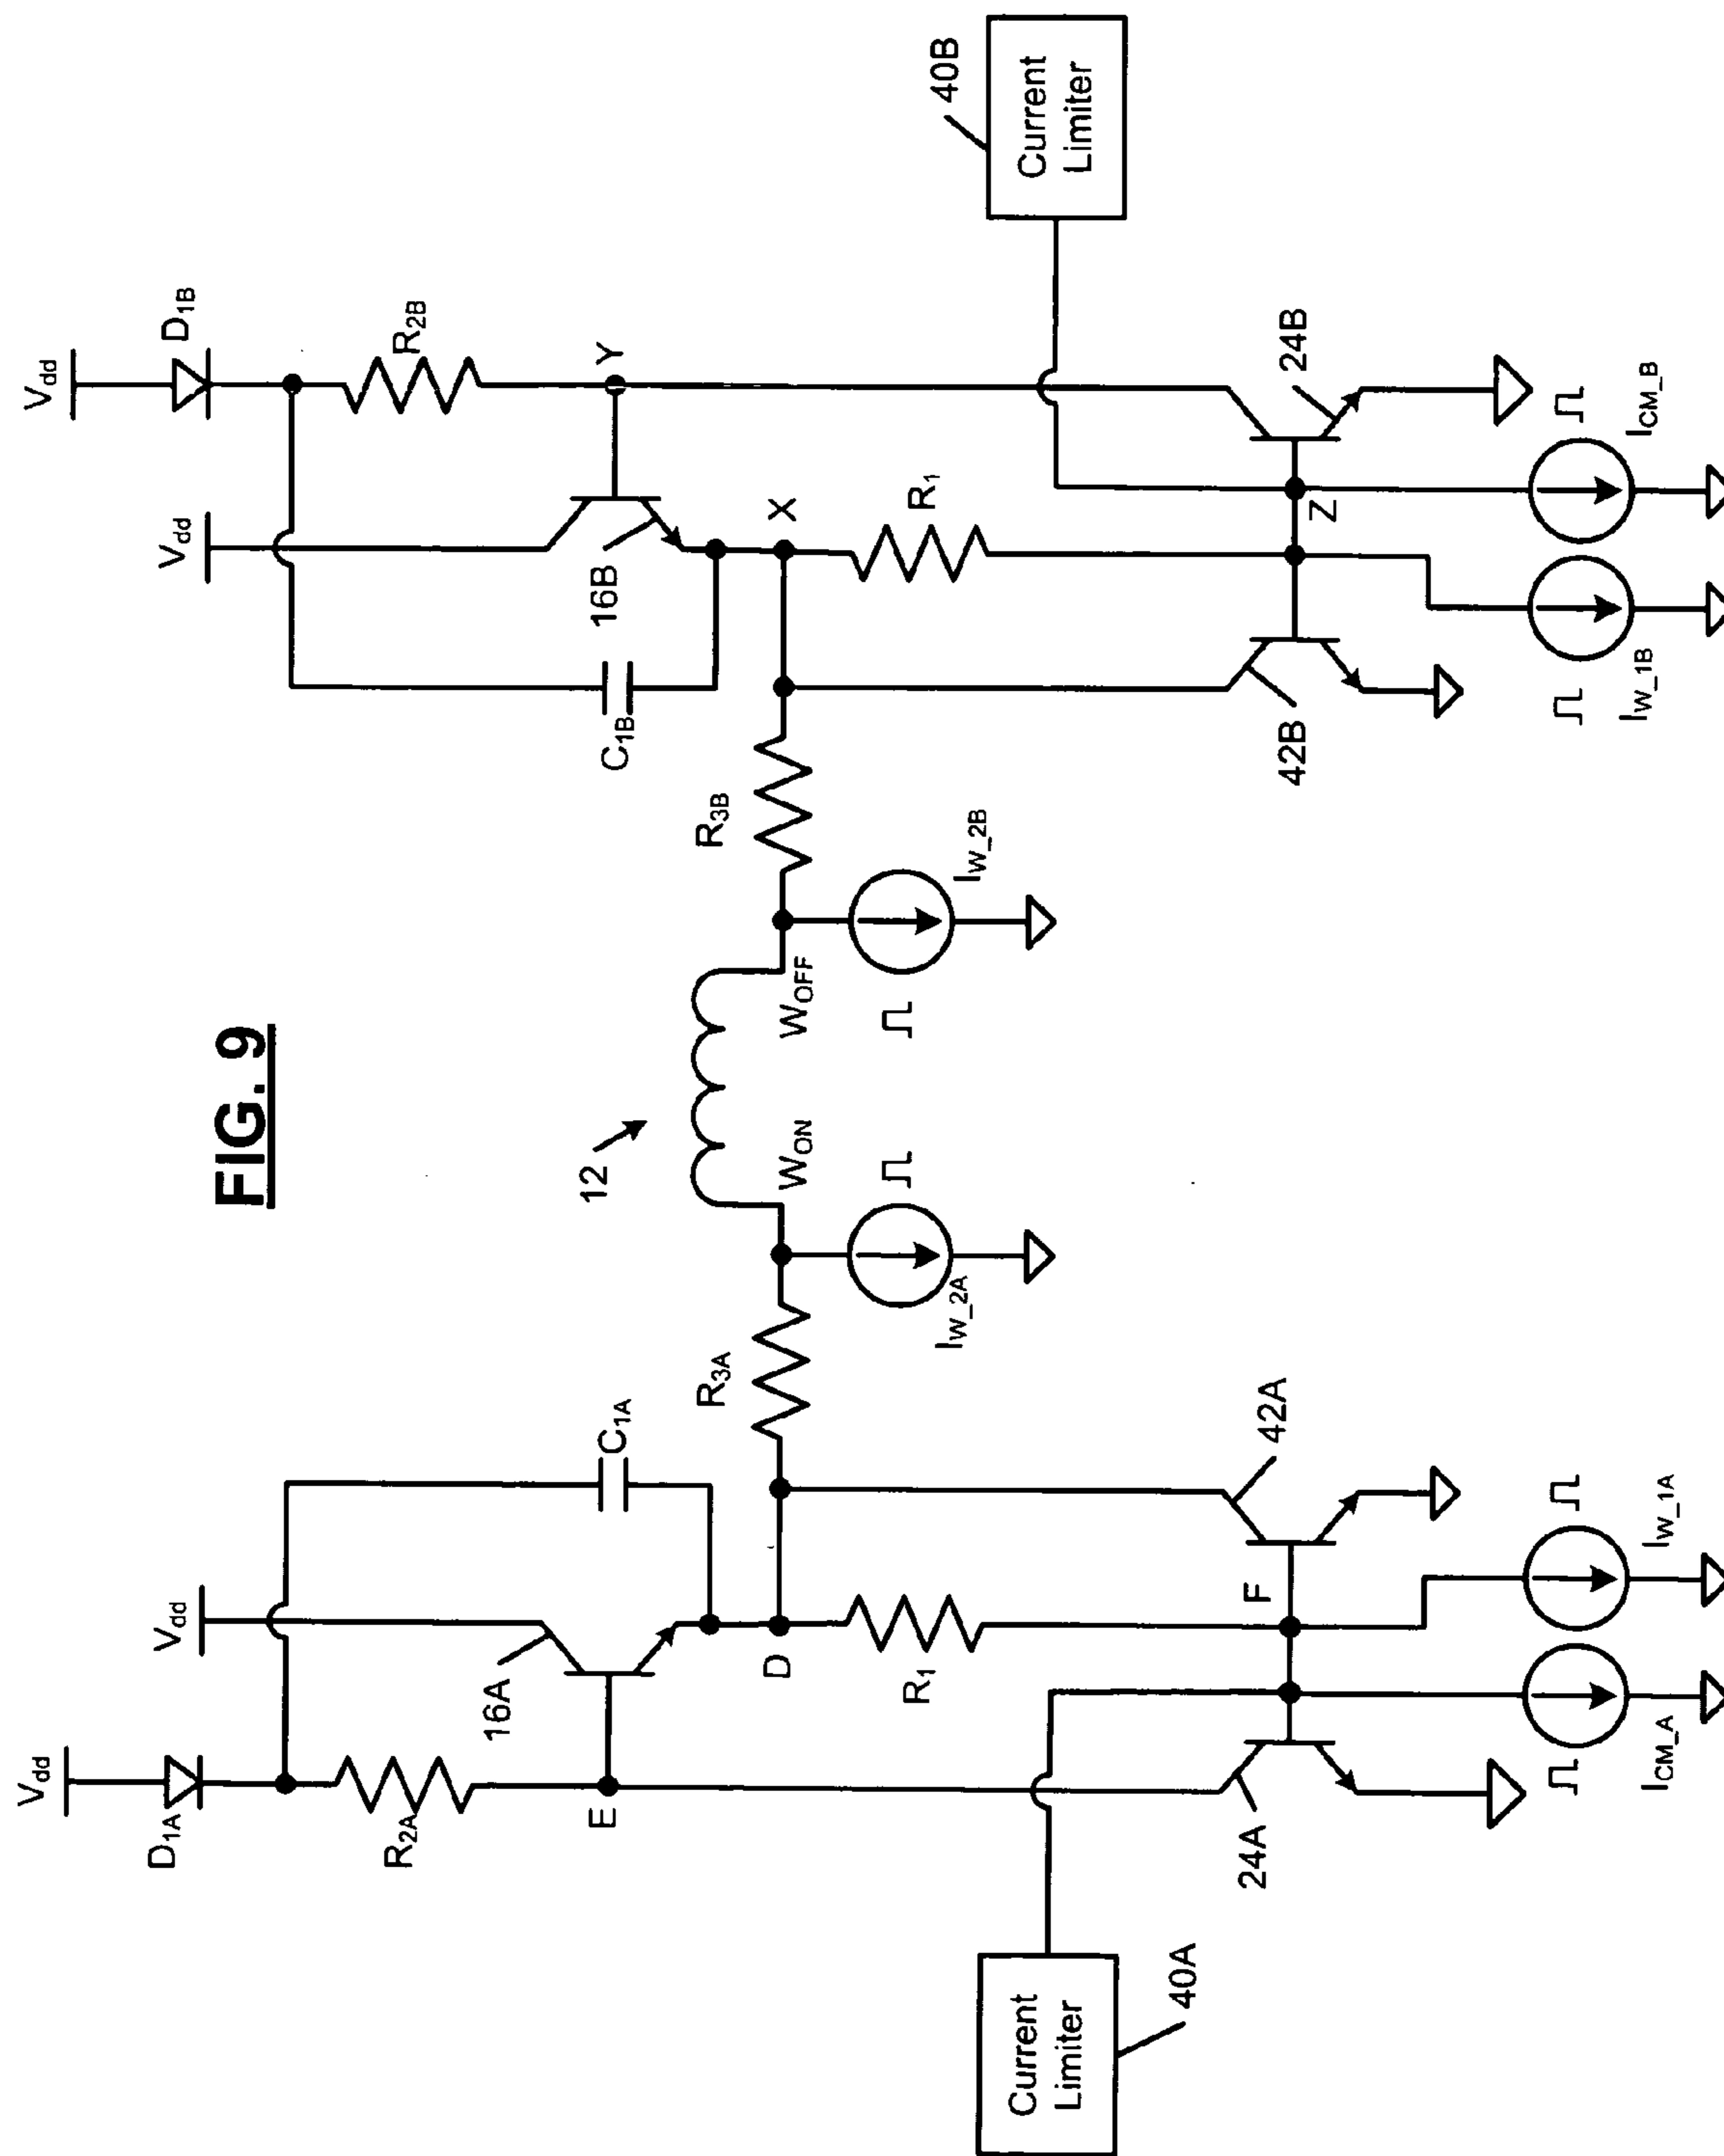 FIG. 9
Vdd
Vdd
Vdd
Vdd
D1A
D1B
R2A
R2B
E
Y
16A
16B
C1A
C1B
12
D
X
R3A
WON
WOFF
R3B
IW_2A
IW_2B
R1
R1
Current
Limiter
40A
Current
Limiter
40B
24A
F
42A
42B
Z
24B
ICM_A
IW_1A
IW_1B
ICM_B